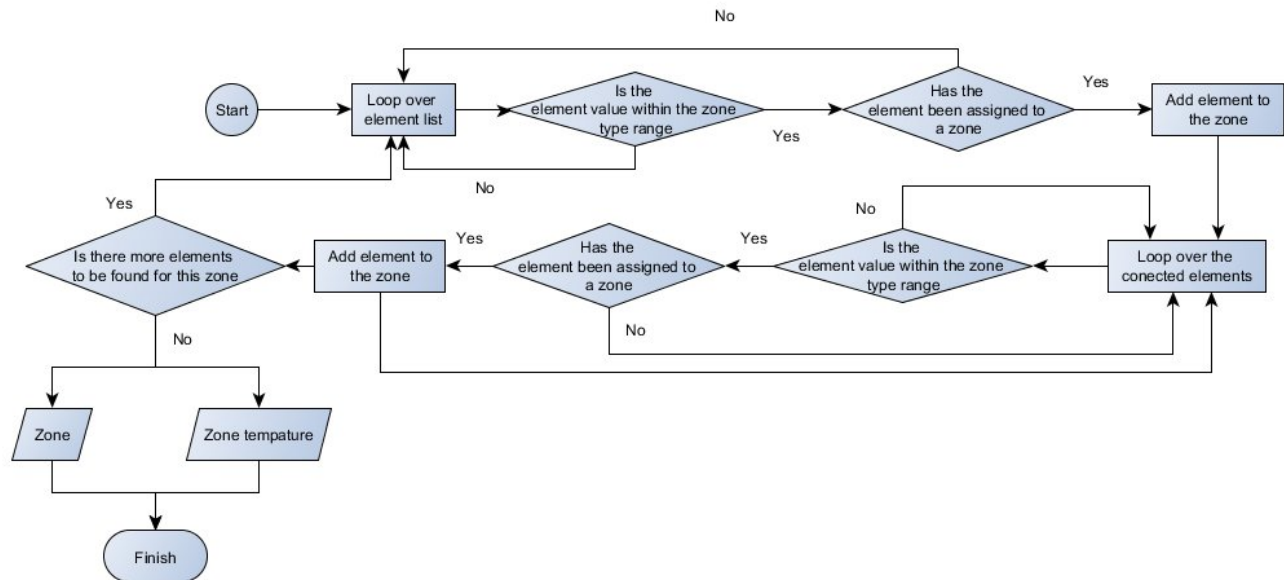 No
Start
Loop over
element list
Is the
element value within the zone
type range
Yes
Has the
element been assigned to
a zone
Yes
Add element to
the zone
No
Yes
Is there more elements
to be found for this zone
Add element to
the zone
Yes
Has the
element been assigned to
a zone
Yes
No
Is the
element value within the zone
type range
Loop over the
conected elements
No
No
Zone
Zone tempature
Finish